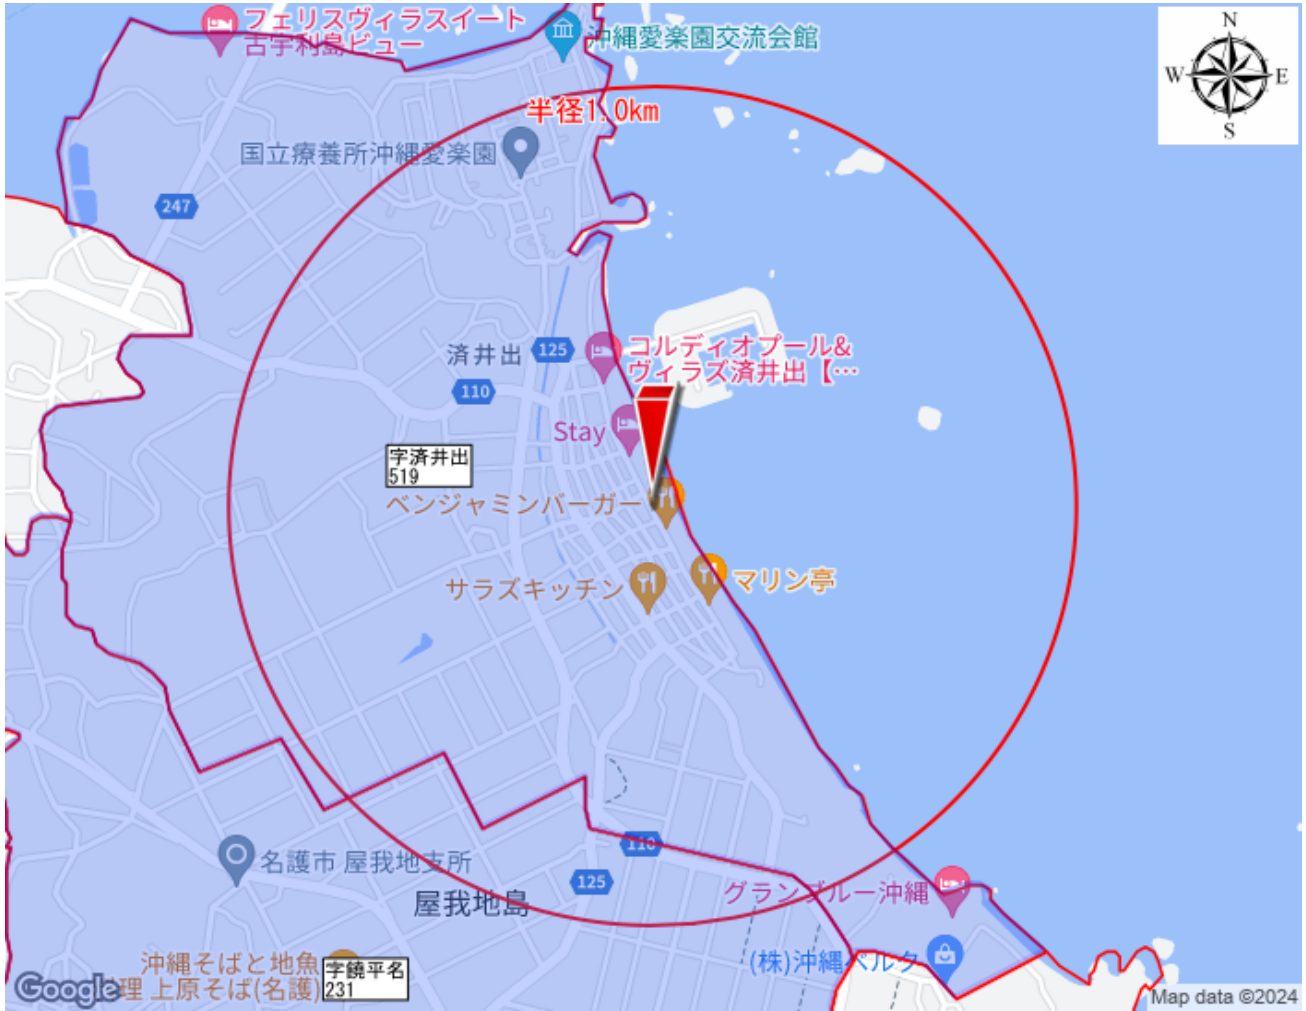 フェリスヴィラスイート
古宇利島ビュー
沖縄愛楽園交流会館
N
W
E
S
半径1.0km
国立療養所沖縄愛楽園
247
済井出
125
コルディオプール&
ヴィラズ済井出【…
110
Stay
字済井出
519
ベンジャミンバーガー
サラズキッチン
マリン亭
110
名護市 屋我地支所
125
屋我地島
グランブルー沖縄
(株)沖縄ベルク
沖縄そばと地魚
理 上原そば(名護)
字饒平名
231
Google
Map data ©2024